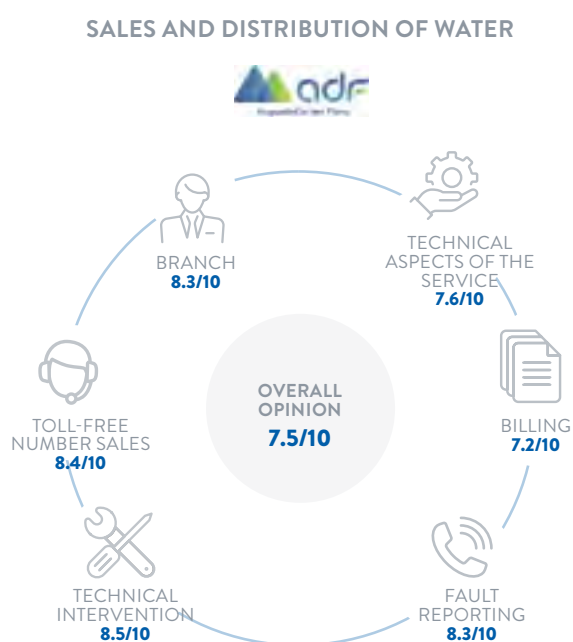 SALES AND DISTRIBUTION OF WATER
adf
BRANCH
8.3/10
TECHNICAL
ASPECTS OF THE
SERVICE
7.6/10
OVERALL
OPINION
7.5/10
TOLL-FREE
NUMBER SALES
8.4/10
BILLING
7.2/10
TECHNICAL
INTERVENTION
8.5/10
FAULT
REPORTING
8.3/10